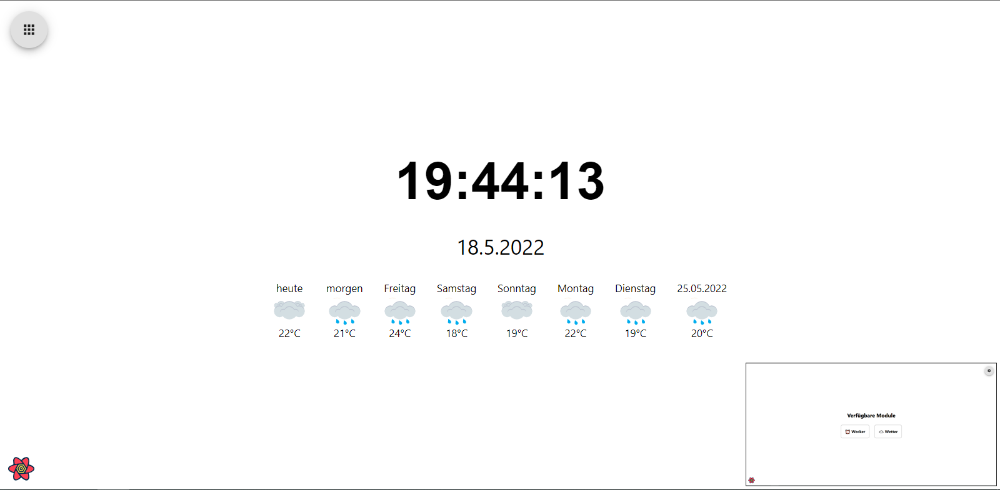 19:44:13
18.5.2022
heute morgen Freitag Samstag Sonntag Montag Dienstag 25.05.2022
22°C 21°C 24°C 18°C 19°C 22°C 19°C 20°C
Verfügbare Module
Wecker Wetter